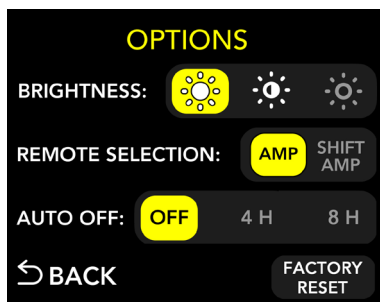 OPTIONS
BRIGHTNESS:
REMOTE SELECTION: AMP SHIFT
AMP
AUTO OFF: OFF 4 H 8 H
BACK FACTORY
RESET